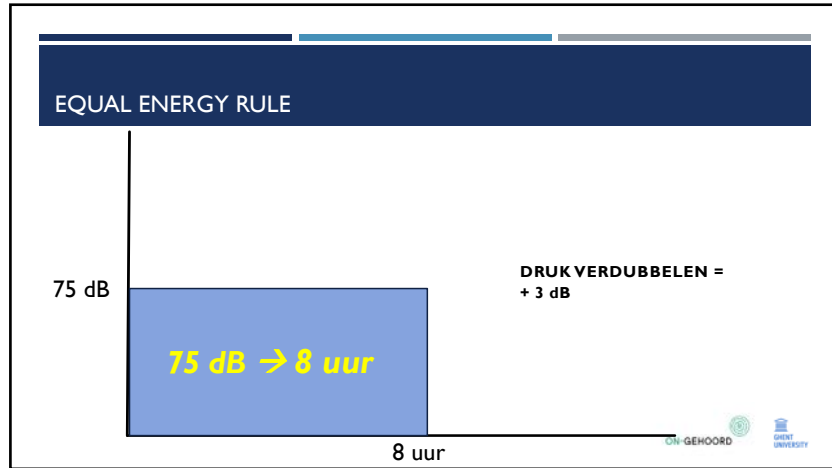 EQUAL ENERGY RULE
75 dB
75 dB → 8 uur
DRUK VERDUBBELEN =
+ 3 dB
8 uur
ON-GEHOORD
GHENT
UNIVERSITY